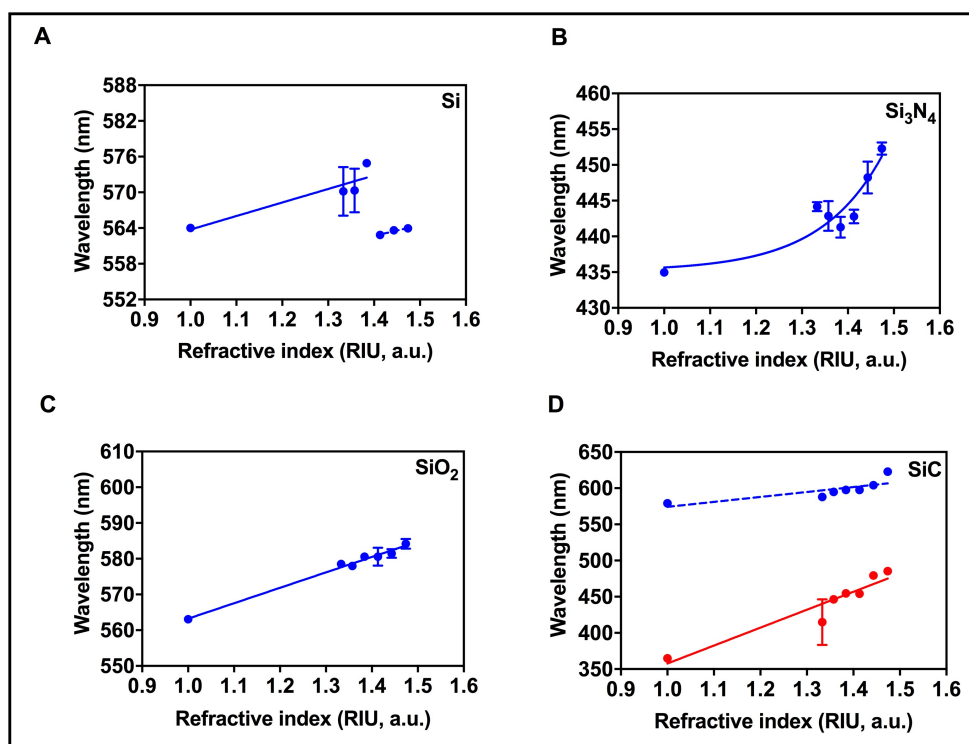 A
Si
Wavelength (nm)
588
582
576
570
564
558
552
0.9 1.0 1.1 1.2 1.3 1.4 1.5 1.6
Refractive index (RIU, a.u.)
B
Si₃N₄
Wavelength (nm)
460
455
450
445
440
435
430
0.9 1.0 1.1 1.2 1.3 1.4 1.5 1.6
Refractive index (RIU, a.u.)
C
SiO₂
Wavelength (nm)
610
600
590
580
570
560
550
0.9 1.0 1.1 1.2 1.3 1.4 1.5 1.6
Refractive index (RIU, a.u.)
D
SiC
Wavelength (nm)
650
600
550
500
450
400
350
0.9 1.0 1.1 1.2 1.3 1.4 1.5 1.6
Refractive index (RIU, a.u.)